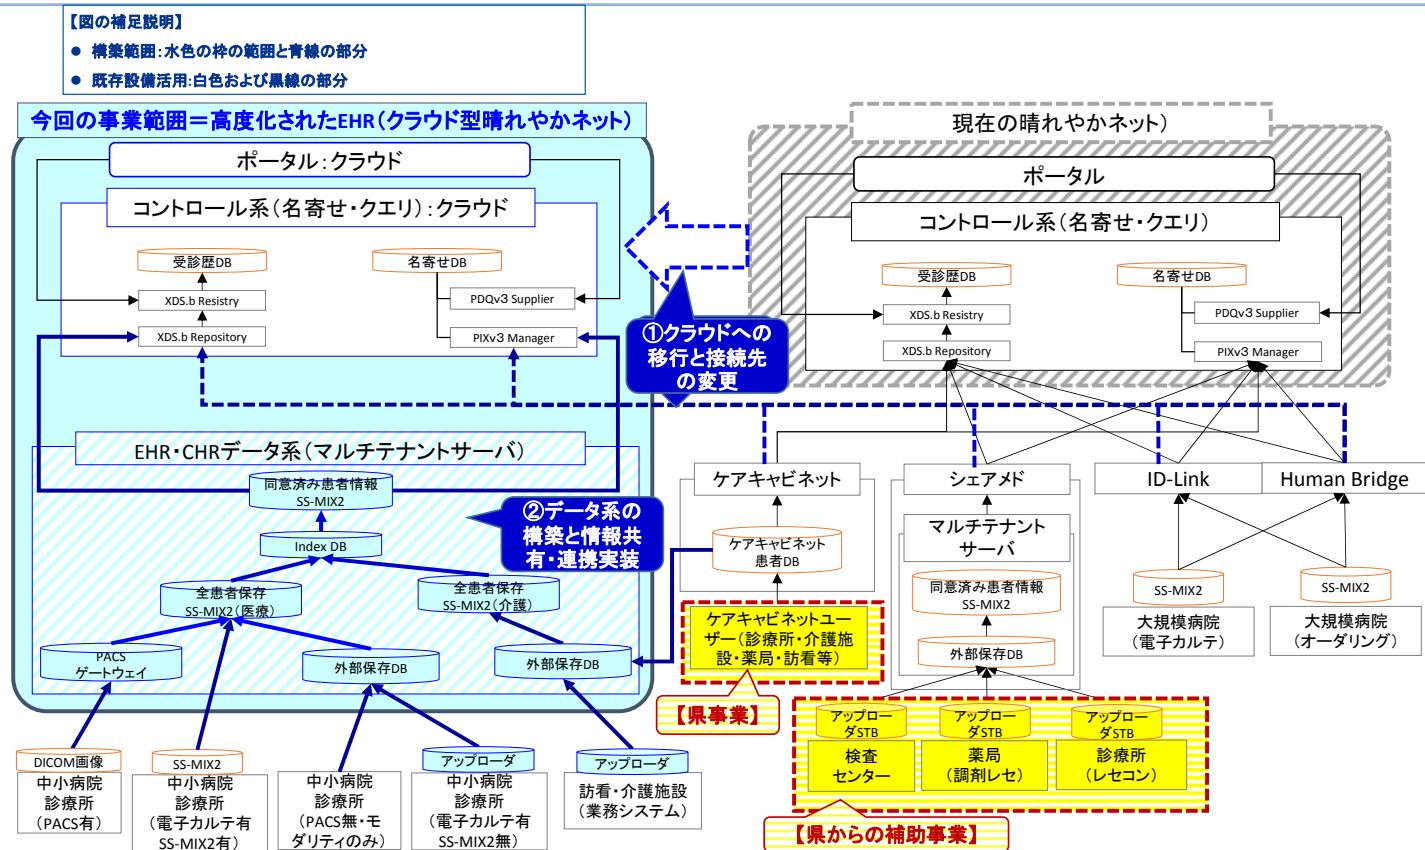 【図の補足説明】
● 構築範囲:水色の枠の範囲と青線の部分
● 既存設備活用:白色および黒線の部分
今回の事業範囲＝高度化されたEHR(クラウド型晴れやかネット)
ポータル:クラウド
コントロール系(名寄せ・クエリ):クラウド
受診歴DB
名寄せDB
XDS.b Resistry
PDQv3 Supplier
XDS.b Repository
PIXv3 Manager
現在の晴れやかネット)
ポータル
コントロール系(名寄せ・クエリ)
受診歴DB
名寄せDB
XDS.b Resistry
PDQv3 Supplier
XDS.b Repository
PIXv3 Manager
①クラウドへの
移行と接続先
の変更
EHR・CHRデータ系(マルチテナントサーバ)
同意済み患者情報
SS-MIX2
Index DB
全患者保存
SS-MIX2(医療)
全患者保存
SS-MIX2(介護)
PACS
ゲートウェイ
外部保存DB
外部保存DB
②データ系の
構築と情報共
有・連携実装
ケアキャビネット
ケアキャビネット
患者DB
ケアキャビネットユー
ザー(診療所・介護施
設・薬局・訪看等)
【県事業】
シェアメド
マルチテナント
サーバ
同意済み患者情報
SS-MIX2
外部保存DB
ID-Link
Human Bridge
SS-MIX2
大規模病院
(電子カルテ)
SS-MIX2
大規模病院
(オーダリング)
アップロー
ダSTB
検査
センター
アップロー
ダSTB
薬局
(調剤レセ)
アップロー
ダSTB
診療所
(レセコン)
【県からの補助事業】
DICOM画像
中小病院
診療所
(PACS有)
SS-MIX2
中小病院
診療所
(電子カルテ有
SS-MIX2有)
中小病院
診療所
(PACS無・モ
ダリティのみ)
アップローダ
中小病院
診療所
(電子カルテ有
SS-MIX2無)
アップローダ
訪看・介護施設
(業務システム)